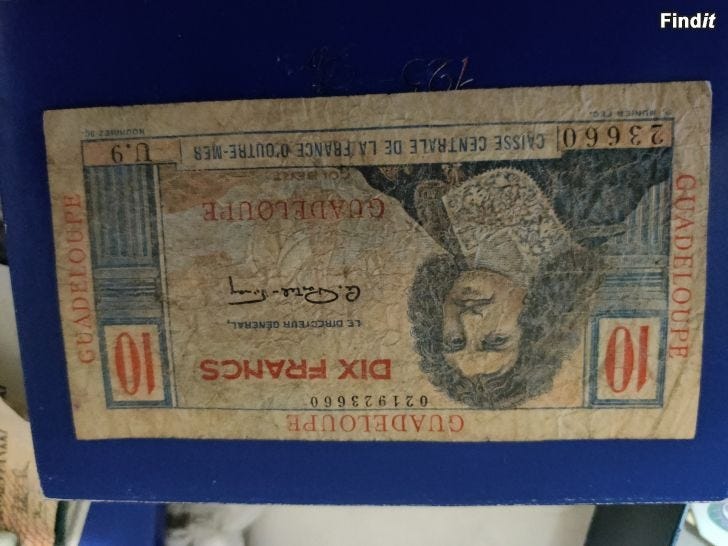 Findit
GUADELOUPE
021923660
DIX FRANCS
10
10
LE DIRECTEUR GÉNÉRAL,
GUADELOUPE
GUADELOUPE
GUADELOUPE
COLBERT
23660
CAISSE CENTRALE DE LA FRANCE D'OUTRE-MER
U.9